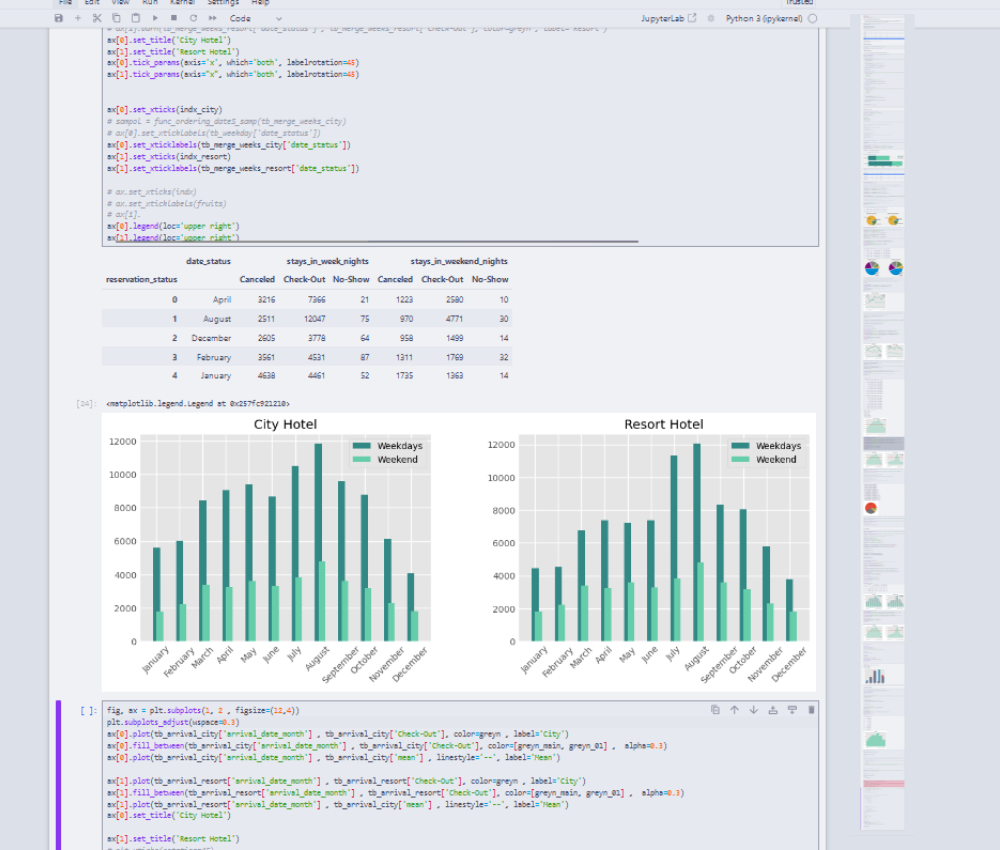 File Edit View Run Kernel Settings Help Trusted
Code JupyterLab Python 3 (ipykernel)
ax[0].set_title('City Hotel')
ax[1].set_title('Resort Hotel')
ax[0].tick_params(axis='x', which='both', labelrotation=45)
ax[1].tick_params(axis="x", which='both', labelrotation=45)
ax[0].set_xticks(indx_city)
# sampol = func_ordering_dateS_samp(tb_merge_weeks_city)
# ax[0].set_xticklabels(tb_weekday['date_status'])
ax[0].set_xticklabels(tb_merge_weeks_city['date_status'])
ax[1].set_xticks(indx_resort)
ax[1].set_xticklabels(tb_merge_weeks_resort['date_status'])
# ax.set_xticks(indx)
# ax.set_xticklabels(fruits)
# ax[1].
ax[0].legend(loc='upper right')
ax[1].legend(loc='upper right')
date_status stays_in_week_nights stays_in_weekend_nights
reservation_status Canceled Check-Out No-Show Canceled Check-Out No-Show
0 April 3216 7366 21 1223 2580 10
1 August 2511 12047 75 970 4771 30
2 December 2605 3778 64 958 1499 14
3 February 3561 4531 87 1311 1769 32
4 January 4638 4461 52 1735 1363 14
[24]: <matplotlib.legend.Legend at 0x257fc921210>
City Hotel
12000
10000
8000
6000
4000
2000
0
Weekdays
Weekend
January February March April May June July August September October November December
Resort Hotel
12000
10000
8000
6000
4000
2000
0
Weekdays
Weekend
January February March April May June July August September October November December
[ ]: fig, ax = plt.subplots(1, 2 , figsize=(12,4))
plt.subplots_adjust(wspace=0.3)
ax[0].plot(tb_arrival_city['arrival_date_month'] , tb_arrival_city['Check-Out'], color=greyn , label='City')
ax[0].fill_between(tb_arrival_city['arrival_date_month'] , tb_arrival_city['Check-Out'], color=[greyn_main, greyn_01] , alpha=0.3)
ax[0].plot(tb_arrival_city['arrival_date_month'] , tb_arrival_city['mean'] , linestyle='--', label='Mean')
ax[1].plot(tb_arrival_resort['arrival_date_month'] , tb_arrival_resort['Check-Out'], color=greyn , label='City')
ax[1].fill_between(tb_arrival_resort['arrival_date_month'] , tb_arrival_resort['Check-Out'], color=[greyn_main, greyn_01] , alpha=0.3)
ax[1].plot(tb_arrival_resort['arrival_date_month'] , tb_arrival_city['mean'] , linestyle='--', label='Mean')
ax[0].set_title('City Hotel')
ax[1].set_title('Resort Hotel')